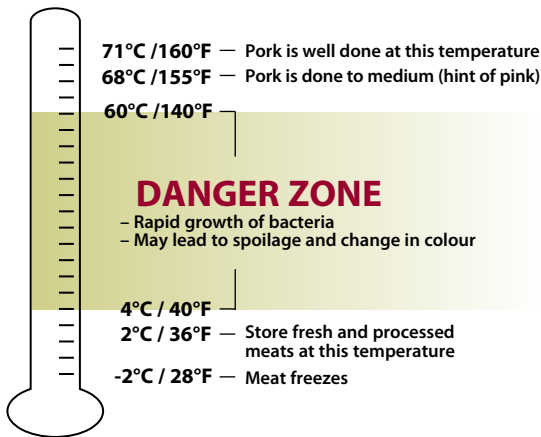 71°C /160°F — Pork is well done at this temperature
68°C /155°F — Pork is done to medium (hint of pink)
60°C /140°F
DANGER ZONE
– Rapid growth of bacteria
– May lead to spoilage and change in colour
4°C / 40°F
2°C / 36°F — Store fresh and processed
meats at this temperature
-2°C / 28°F — Meat freezes